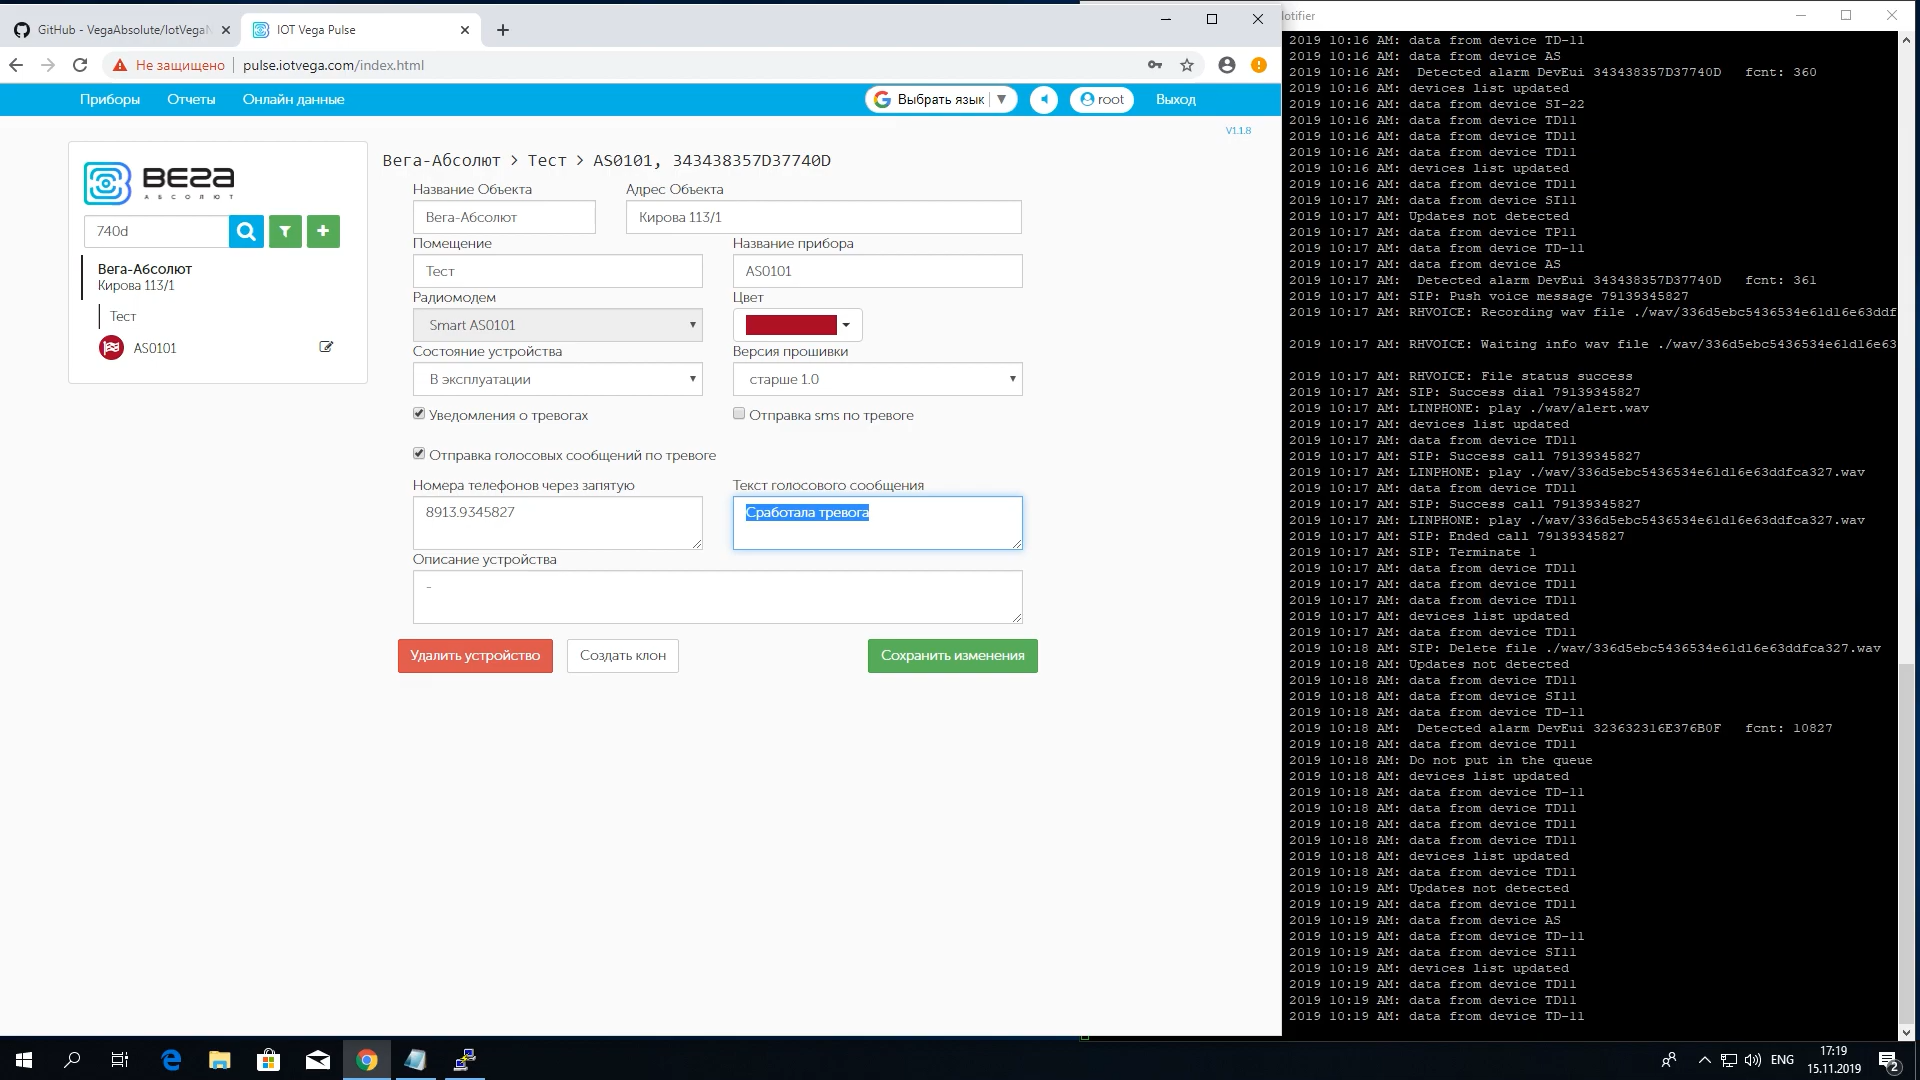 GitHub - VegaAbsolute/IotVegaN
IOT Vega Pulse
Не защищено
pulse.iotvega.com/index.html
Приборы
Отчеты
Онлайн данные
Выбрать язык
root
Выход
V1.1.8
ВЕГА
АБСОЛЮТ
740d
Вега-Абсолют
Кирова 113/1
Тест
AS0101
Вега-Абсолют > Тест > AS0101, 343438357D37740D
Название Объекта
Адрес Объекта
Вега-Абсолют
Кирова 113/1
Помещение
Название прибора
Тест
AS0101
Радиомодем
Цвет
Smart AS0101
Состояние устройства
Версия прошивки
В эксплуатации
старше 1.0
Уведомления о тревогах
Отправка sms по тревоге
Отправка голосовых сообщений по тревоге
Номера телефонов через запятую
Текст голосового сообщения
8913.9345827
Сработала тревога
Описание устройства
-
Удалить устройство
Создать клон
Сохранить изменения
lotifier
2019 10:16 AM: data from device TD-11
2019 10:16 AM: data from device AS
2019 10:16 AM:  Detected alarm DevEui 343438357D37740D   fcnt: 360
2019 10:16 AM: devices list updated
2019 10:16 AM: data from device SI-22
2019 10:16 AM: data from device TD11
2019 10:16 AM: data from device TD11
2019 10:16 AM: data from device TD11
2019 10:16 AM: devices list updated
2019 10:16 AM: data from device TD11
2019 10:17 AM: data from device SI11
2019 10:17 AM: Updates not detected
2019 10:17 AM: data from device TP11
2019 10:17 AM: data from device TD-11
2019 10:17 AM: data from device AS
2019 10:17 AM:  Detected alarm DevEui 343438357D37740D   fcnt: 361
2019 10:17 AM: SIP: Push voice message 79139345827
2019 10:17 AM: RHVOICE: Recording wav file ./wav/336d5ebc5436534e61d16e63ddf
2019 10:17 AM: RHVOICE: Waiting info wav file ./wav/336d5ebc5436534e61d16e63
2019 10:17 AM: RHVOICE: File status success
2019 10:17 AM: SIP: Success dial 79139345827
2019 10:17 AM: LINPHONE: play ./wav/alert.wav
2019 10:17 AM: devices list updated
2019 10:17 AM: data from device TD11
2019 10:17 AM: SIP: Success call 79139345827
2019 10:17 AM: LINPHONE: play ./wav/336d5ebc5436534e61d16e63ddfca327.wav
2019 10:17 AM: data from device TD11
2019 10:17 AM: SIP: Success call 79139345827
2019 10:17 AM: LINPHONE: play ./wav/336d5ebc5436534e61d16e63ddfca327.wav
2019 10:17 AM: SIP: Ended call 79139345827
2019 10:17 AM: SIP: Terminate 1
2019 10:17 AM: data from device TD11
2019 10:17 AM: data from device TD11
2019 10:17 AM: data from device TD11
2019 10:17 AM: devices list updated
2019 10:17 AM: data from device TD11
2019 10:18 AM: SIP: Delete file ./wav/336d5ebc5436534e61d16e63ddfca327.wav
2019 10:18 AM: Updates not detected
2019 10:18 AM: data from device TD11
2019 10:18 AM: data from device SI11
2019 10:18 AM: data from device TD-11
2019 10:18 AM:  Detected alarm DevEui 323632316E376B0F   fcnt: 10827
2019 10:18 AM: data from device TD11
2019 10:18 AM: Do not put in the queue
2019 10:18 AM: devices list updated
2019 10:18 AM: data from device TD-11
2019 10:18 AM: data from device TD11
2019 10:18 AM: data from device TD11
2019 10:18 AM: data from device TD11
2019 10:18 AM: devices list updated
2019 10:18 AM: data from device TD11
2019 10:19 AM: Updates not detected
2019 10:19 AM: data from device TD11
2019 10:19 AM: data from device AS
2019 10:19 AM: data from device TD-11
2019 10:19 AM: data from device SI11
2019 10:19 AM: devices list updated
2019 10:19 AM: data from device TD11
2019 10:19 AM: data from device TD11
2019 10:19 AM: data from device TD-11
ENG
17:19
15.11.2019
2